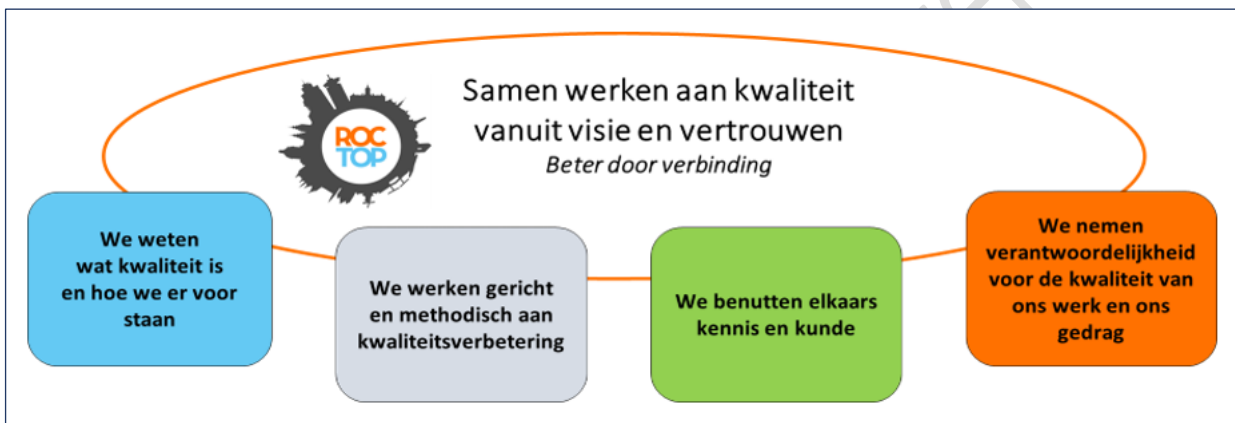 ROC
TOP
Samen werken aan kwaliteit
vanuit visie en vertrouwen
Beter door verbinding
We weten
wat kwaliteit is
en hoe we er voor
staan
We werken gericht
en methodisch aan
kwaliteitsverbetering
We benutten elkaars
kennis en kunde
We nemen
verantwoordelijkheid
voor de kwaliteit van
ons werk en ons
gedrag